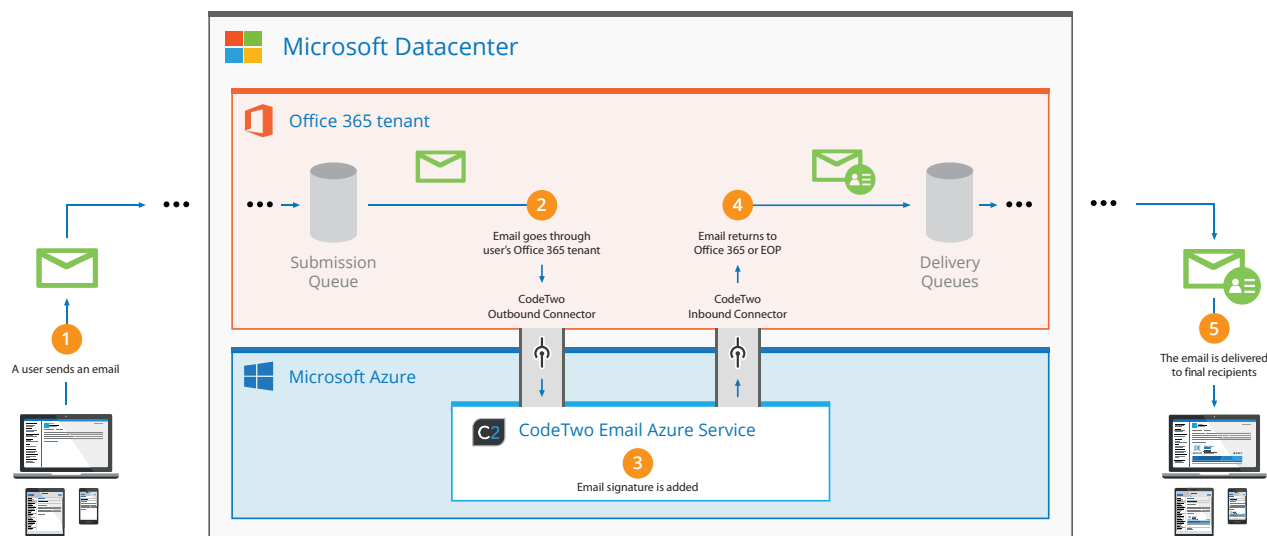 Microsoft Datacenter
Office 365 tenant
1
A user sends an email
Submission
Queue
2
Email goes through
user's Office 365 tenant
CodeTwo
Outbound Connector
Microsoft Azure
C2 CodeTwo Email Azure Service
3
Email signature is added
4
Email returns to
Office 365 or EOP
CodeTwo
Inbound Connector
Delivery
Queues
5
The email is delivered
to final recipients